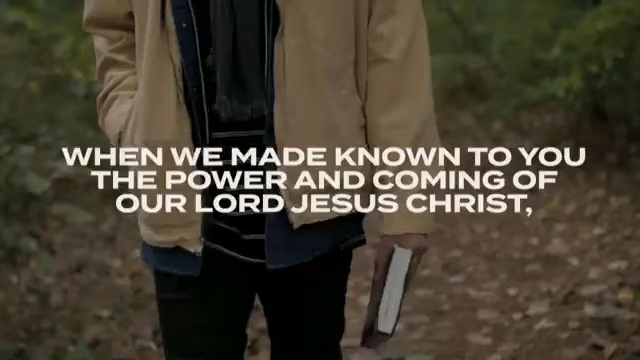 WHEN WE MADE KNOWN TO YOU
THE POWER AND COMING OF
OUR LORD JESUS CHRIST,